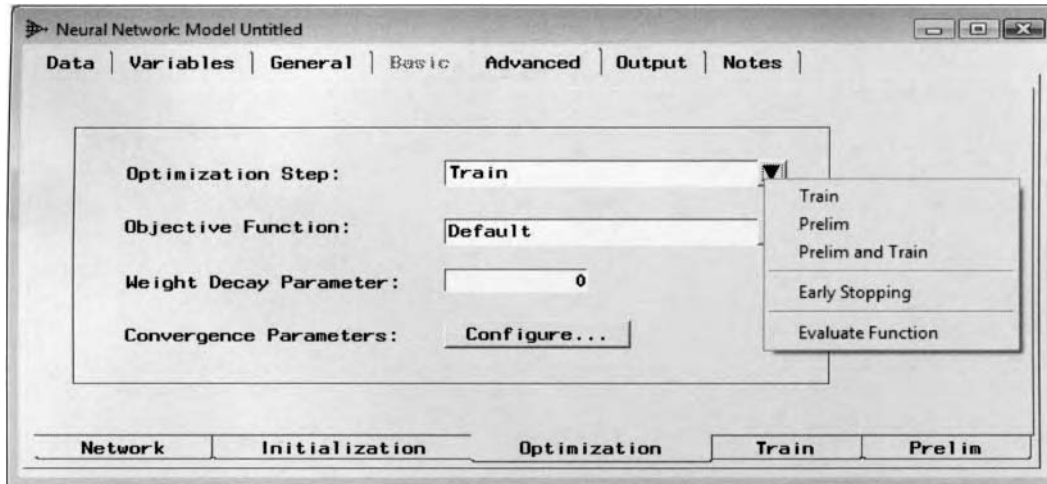 Neural Network: Model Untitled
Data Variables General Basic Advanced Output Notes
Optimization Step: Train
Train
Prelim
Objective Function: Default
Prelim and Train
Weight Decay Parameter: 0
Early Stopping
Convergence Parameters: Configure...
Evaluate Function
Network Initialization Optimization Train Prelim